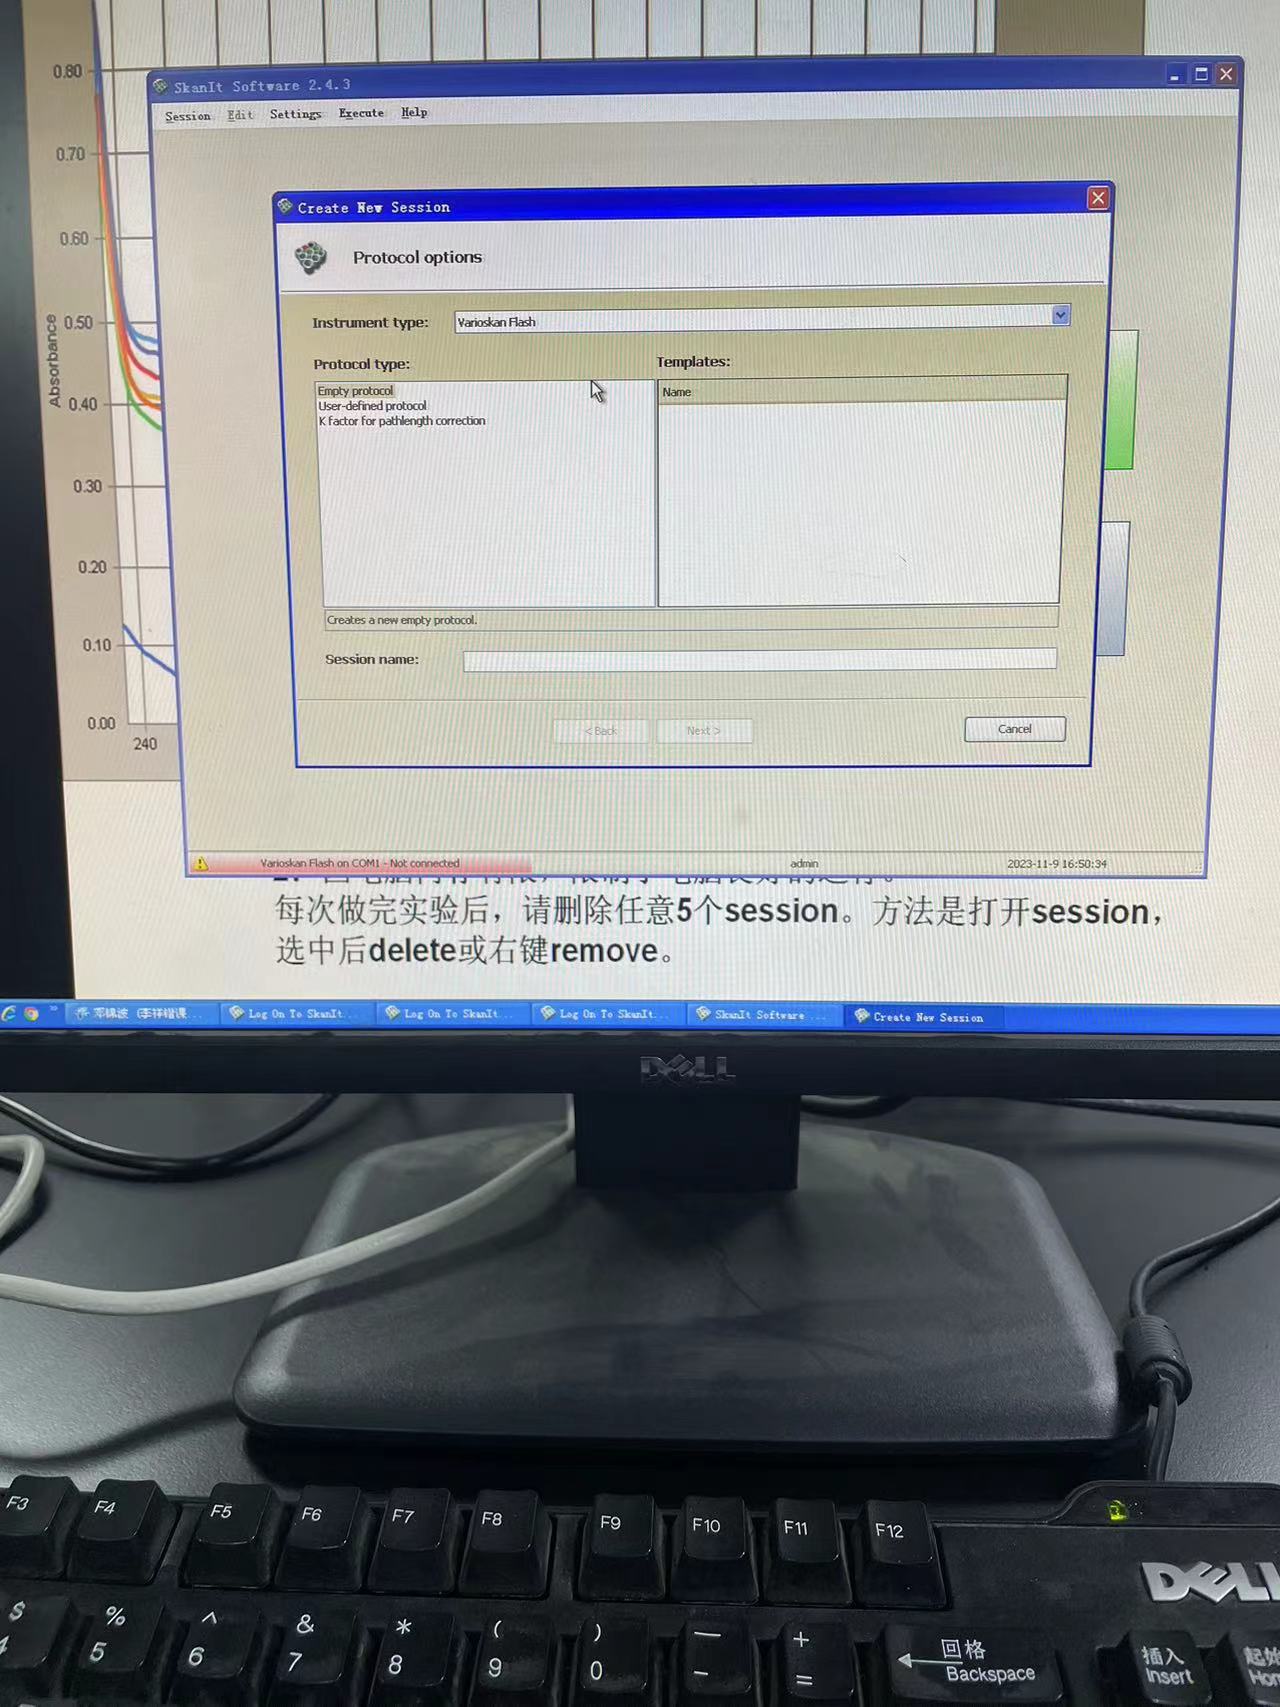 0.80
SkanIt Software 2.4.3
Session Edit Settings Execute Help
0.70
Create New Session
0.60
Protocol options
Absorbance
0.50
Instrument type: Varioskan Flash
Protocol type: Templates:
Empty protocol Name
0.40
User-defined protocol
K factor for pathlength correction
0.30
0.20
Creates a new empty protocol.
0.10
Session name:
0.00
< Back Next > Cancel
240
Varioskan Flash on COM1 - Not connected admin 2023-11-9 16:50:34
每次做完实验后，请删除任意5个session。方法是打开session，
选中后delete或右键remove。
Log On To SkanIt... Log On To SkanIt... Log On To SkanIt... SkanIt Software ... Create New Session
DELL
F3 F4 F5 F6 F7 F8 F9 F10 F11 F12
DELL
$ % ^ & * ( ) — +
4 5 6 7 8 9 0 - = 回格 Backspace 插入 Insert